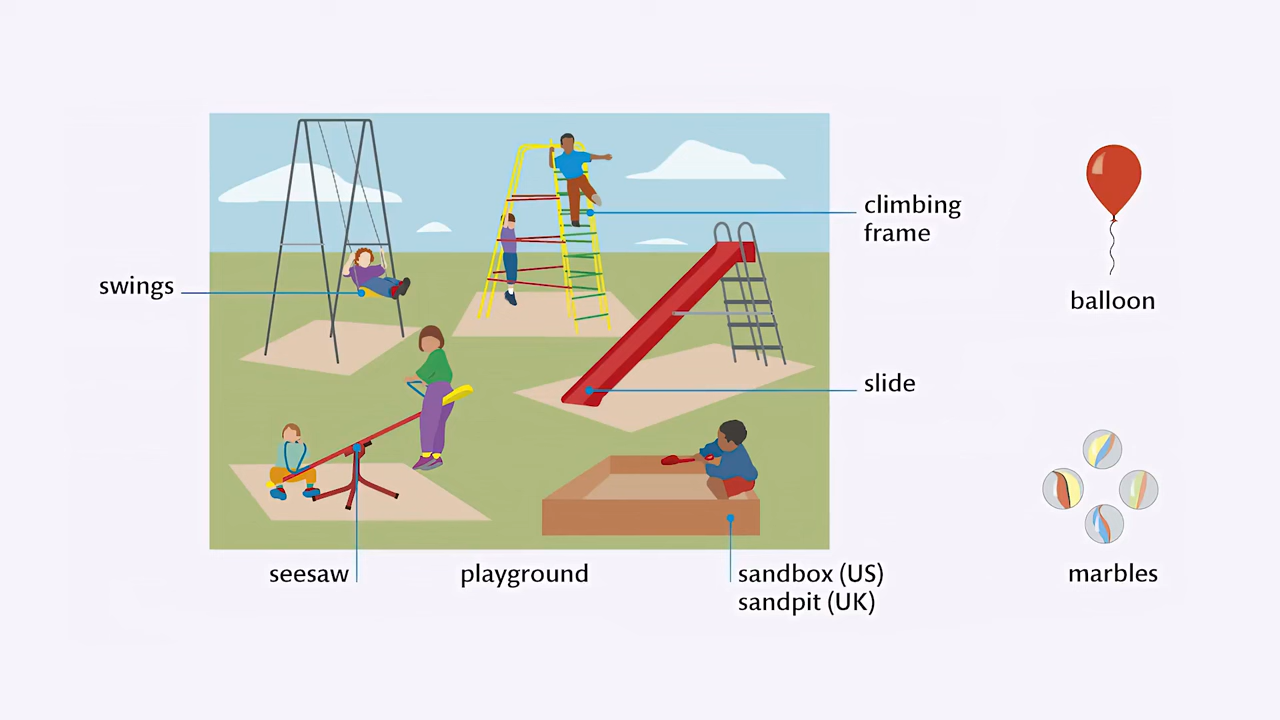 climbing
frame
swings
balloon
slide
seesaw
playground
sandbox (US)
sandpit (UK)
marbles